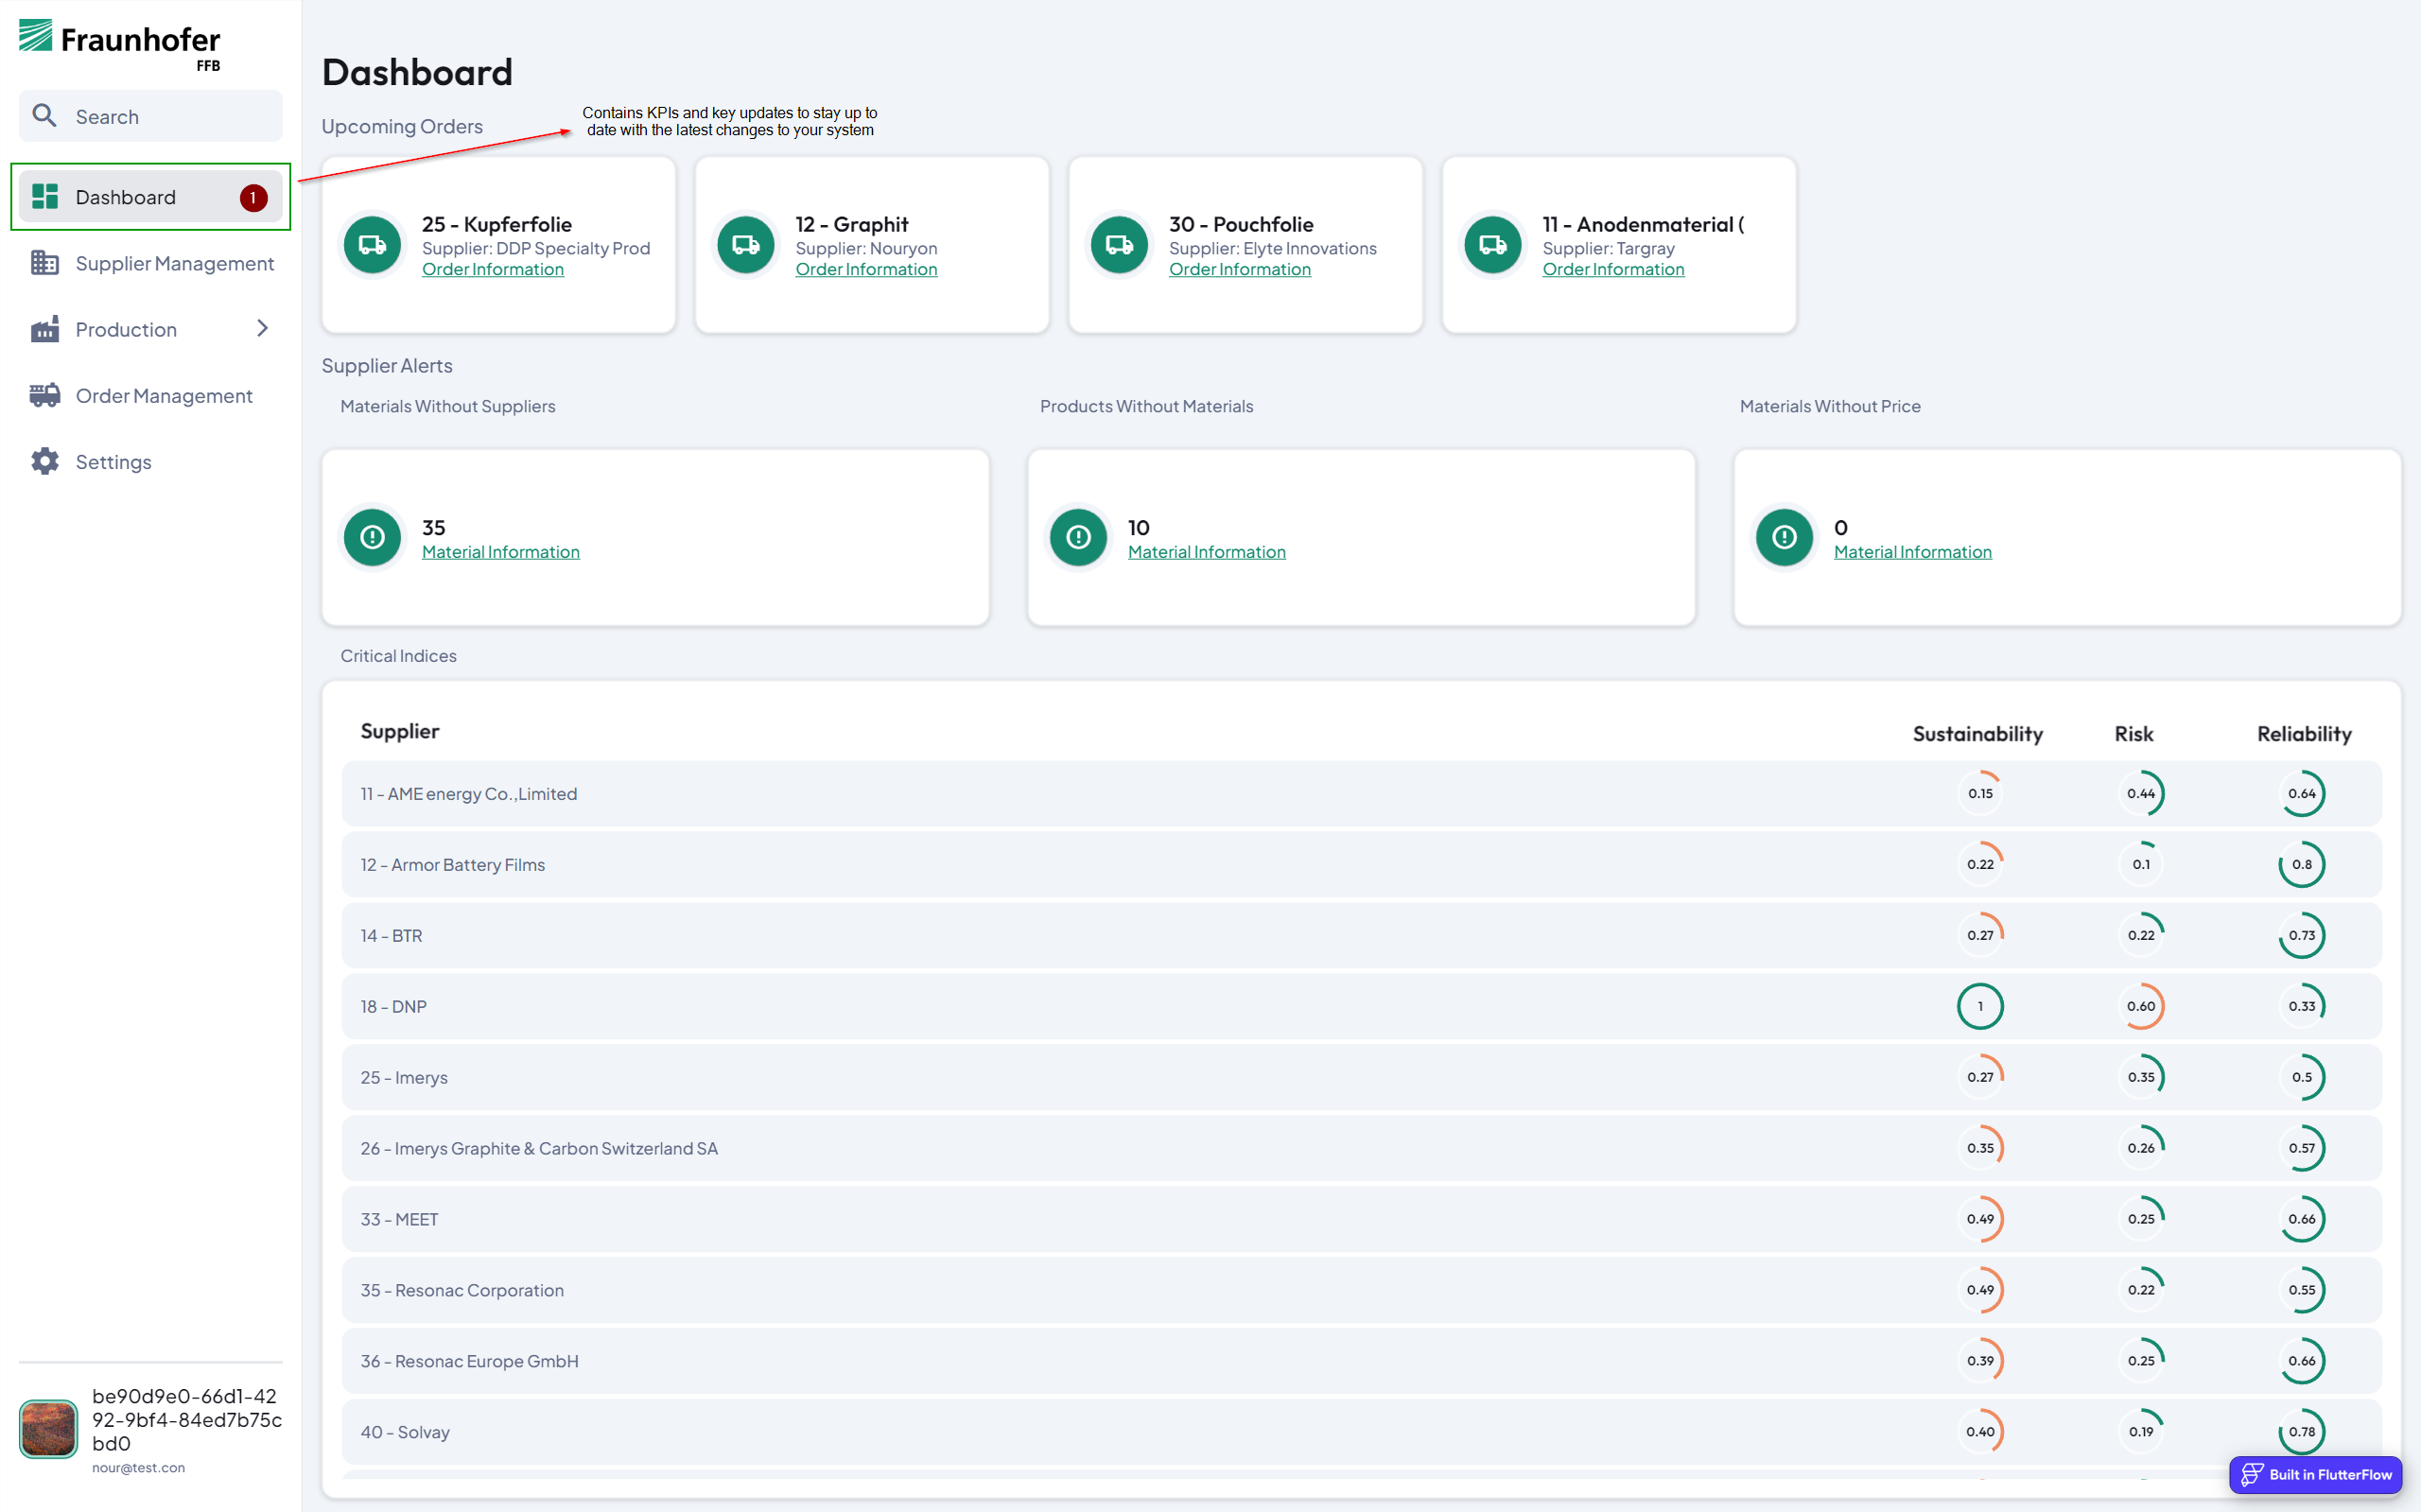 Fraunhofer
FFB
Search
Dashboard
1
Supplier Management
Production
Order Management
Settings
be90d9e0-66d1-42
92-9bf4-84ed7b75c
bd0
nour@test.con
Dashboard
Upcoming Orders
Contains KPIs and key updates to stay up to
date with the latest changes to your system
25 - Kupferfolie
Supplier: DDP Specialty Prod
Order Information
12 - Graphit
Supplier: Nouryon
Order Information
30 - Pouchfolie
Supplier: Elyte Innovations
Order Information
11 - Anodenmaterial (
Supplier: Targray
Order Information
Supplier Alerts
Materials Without Suppliers
Products Without Materials
Materials Without Price
35
Material Information
10
Material Information
0
Material Information
Critical Indices
Supplier Sustainability Risk Reliability
11 - AME energy Co.,Limited 0.15 0.44 0.64
12 - Armor Battery Films 0.22 0.1 0.8
14 - BTR 0.27 0.22 0.73
18 - DNP 1 0.60 0.33
25 - Imerys 0.27 0.35 0.5
26 - Imerys Graphite & Carbon Switzerland SA 0.35 0.26 0.57
33 - MEET 0.49 0.25 0.66
35 - Resonac Corporation 0.49 0.22 0.55
36 - Resonac Europe GmbH 0.39 0.25 0.66
40 - Solvay 0.40 0.19 0.78
Built in FlutterFlow